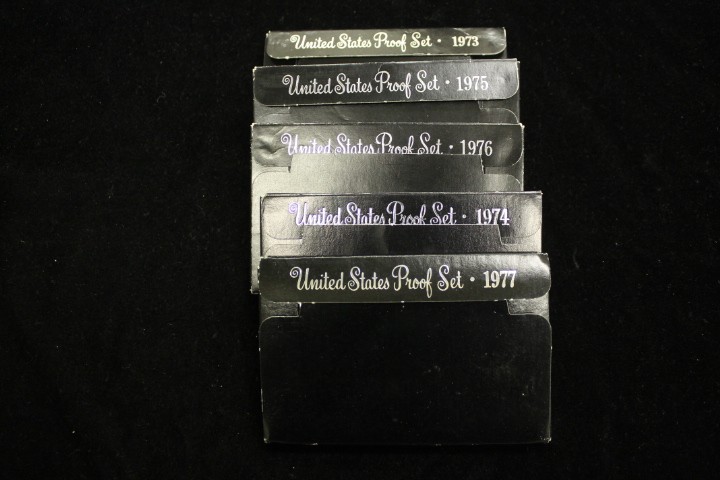 United States Proof Set · 1973
United States Proof Set · 1975
United States Proof Set · 1976
United States Proof Set · 1974
United States Proof Set · 1977